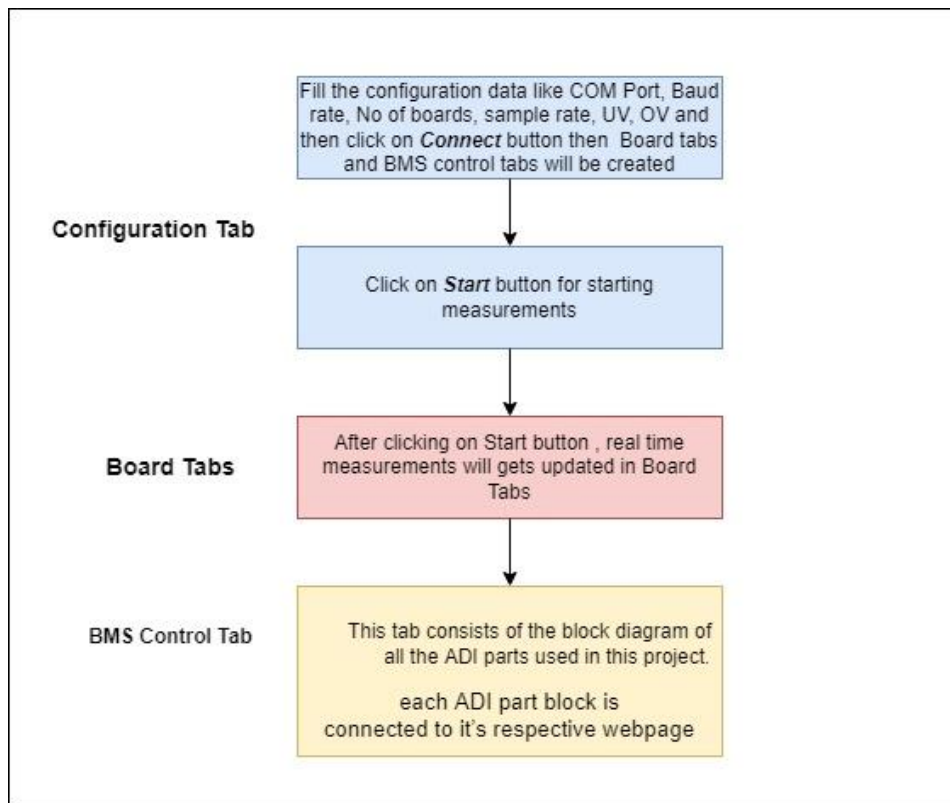 Fill the configuration data like COM Port, Baud
rate, No of boards, sample rate, UV, OV and
then click on Connect button then Board tabs
and BMS control tabs will be created
Configuration Tab
Click on Start button for starting
measurements
After clicking on Start button , real time
measurements will gets updated in Board
Tabs
Board Tabs
BMS Control Tab
This tab consists of the block diagram of
all the ADI parts used in this project.
each ADI part block is
connected to it's respective webpage